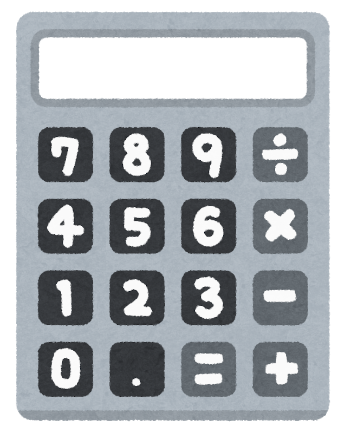 7 8 9 ÷
4 5 6 ×
1 2 3 -
0 . = +